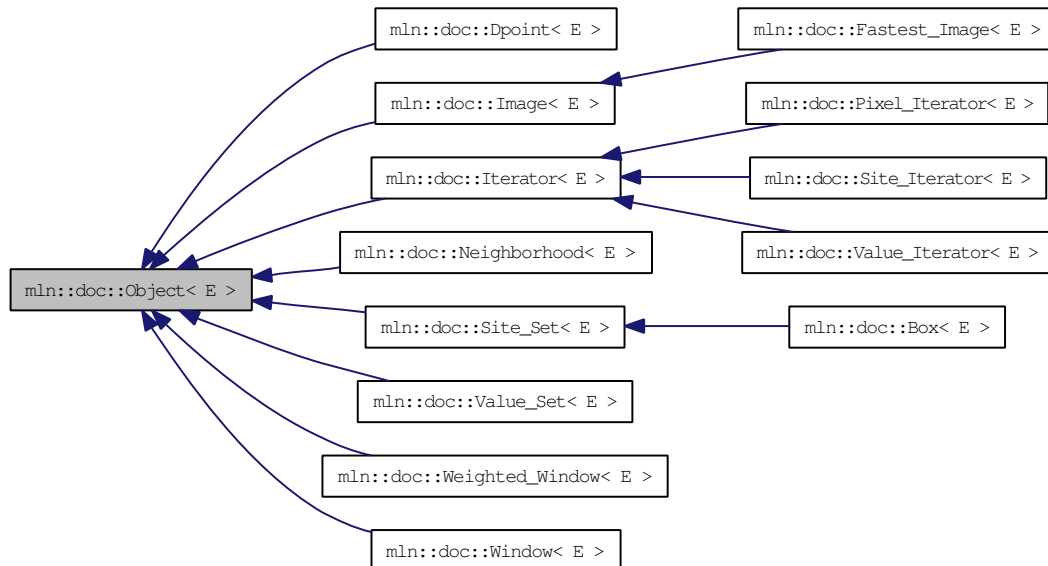 mln::doc::Dpoint< E >
mln::doc::Fastest_Image< E >
mln::doc::Image< E >
mln::doc::Pixel_Iterator< E >
mln::doc::Iterator< E >
mln::doc::Site_Iterator< E >
mln::doc::Neighborhood< E >
mln::doc::Value_Iterator< E >
mln::doc::Object< E >
mln::doc::Site_Set< E >
mln::doc::Box< E >
mln::doc::Value_Set< E >
mln::doc::Weighted_Window< E >
mln::doc::Window< E >